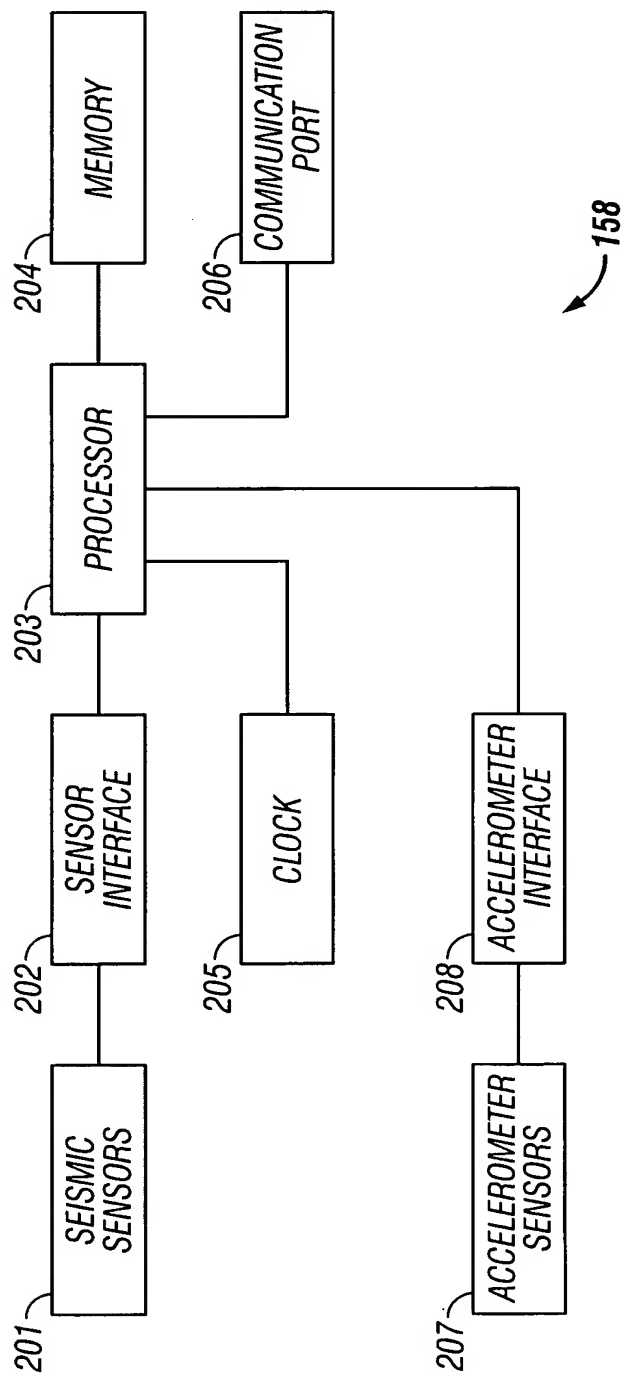 201
SEISMIC
SENSORS
202
SENSOR
INTERFACE
203
PROCESSOR
204
MEMORY
205
CLOCK
206
COMMUNICATION
PORT
207
ACCELEROMETER
SENSORS
208
ACCELEROMETER
INTERFACE
158